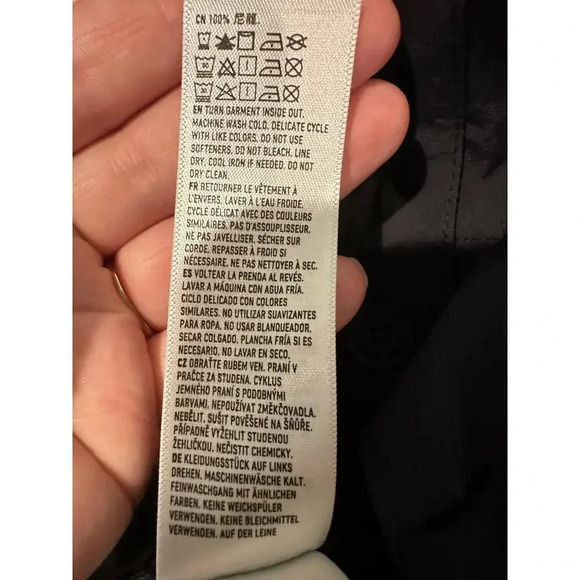 CN 100% 尼龍.
EN TURN GARMENT INSIDE OUT.
MACHINE WASH COLD. DELICATE CYCLE
WITH LIKE COLORS. DO NOT USE
SOFTENERS. DO NOT BLEACH. LINE
DRY. COOL IRON IF NEEDED. DO NOT
DRY CLEAN.
FR RETOURNER LE VÊTEMENT À
L'ENVERS. LAVER À L'EAU FROIDE.
CYCLE DÉLICAT AVEC DES COULEURS
SIMILAIRES. PAS D'ASSOUPLISSEUR.
NE PAS JAVELLISER. SÉCHER SUR
CORDE. REPASSER À FROID SI
NÉCESSAIRE. NE PAS NETTOYER À SEC.
ES VOLTEAR LA PRENDA AL REVÉS.
LAVAR A MÁQUINA CON AGUA FRÍA.
CICLO DELICADO CON COLORES
SIMILARES. NO UTILIZAR SUAVIZANTES
PARA ROPA. NO USAR BLANQUEADOR.
SECAR COLGADO. PLANCHA FRÍA SI ES
NECESARIO. NO LAVAR EN SECO.
CZ OBRAŤTE RUBEM VEN. PRANÍ V
PRAČCE ZA STUDENA. CYKLUS
JEMNÉHO PRANÍ S PODOBNÝMI
BARVAMI. NEPOUŽÍVAT ZMĚKČOVADLA.
NEBĚLIT. SUŠIT POVĚŠENÉ NA ŠŇŮŘE.
PŘÍPADNĚ VYŽEHLIT STUDENOU
ŽEHLIČKOU. NEČISTIT CHEMICKY.
DE KLEIDUNGSSTÜCK AUF LINKS
DREHEN. MASCHINENWÄSCHE KALT.
FEINWASCHGANG MIT ÄHNLICHEN
FARBEN. KEINE WEICHSPÜLER
VERWENDEN. KEINE BLEICHMITTEL
VERWENDEN. AUF DER LEINE